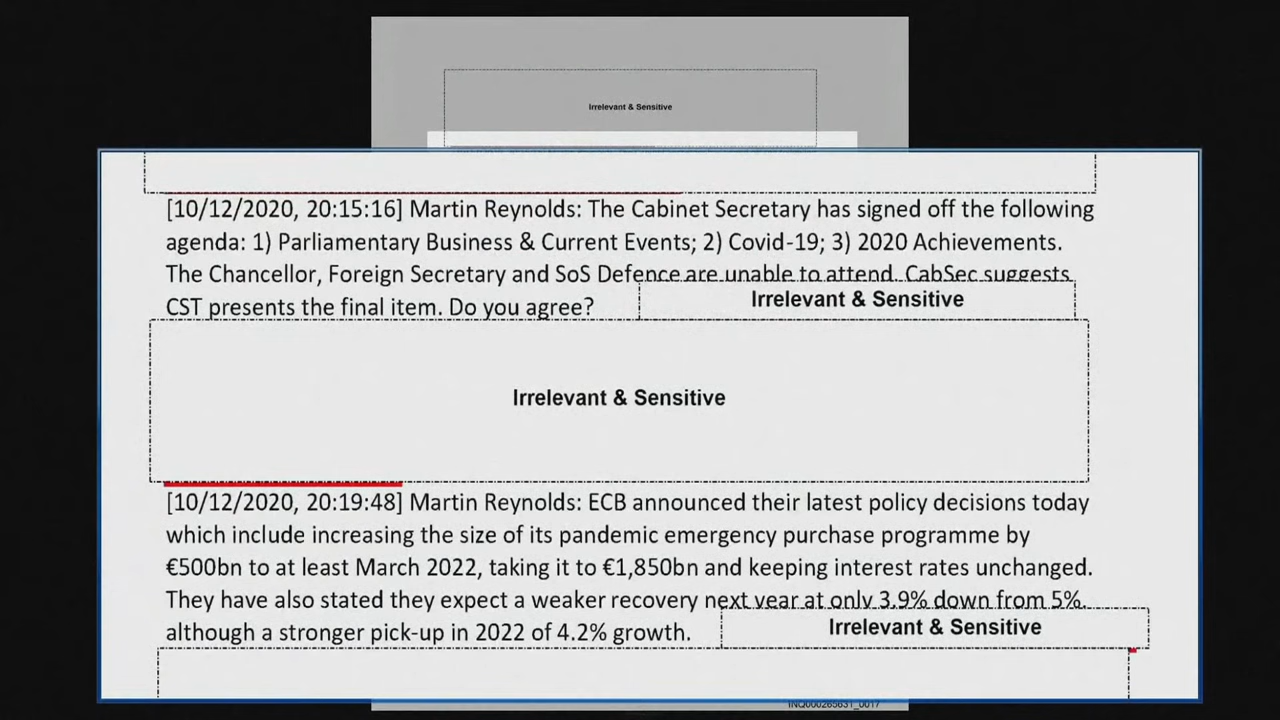 Irrelevant & Sensitive
[10/12/2020, 20:15:16] Martin Reynolds: The Cabinet Secretary has signed off the following
agenda: 1) Parliamentary Business & Current Events; 2) Covid-19; 3) 2020 Achievements.
The Chancellor, Foreign Secretary and SoS Defence are unable to attend. CabSec suggests
CST presents the final item. Do you agree?
Irrelevant & Sensitive
Irrelevant & Sensitive
[10/12/2020, 20:19:48] Martin Reynolds: ECB announced their latest policy decisions today
which include increasing the size of its pandemic emergency purchase programme by
€500bn to at least March 2022, taking it to €1,850bn and keeping interest rates unchanged.
They have also stated they expect a weaker recovery next year at only 3.9% down from 5%,
although a stronger pick-up in 2022 of 4.2% growth.
Irrelevant & Sensitive
INQ000265631_0017